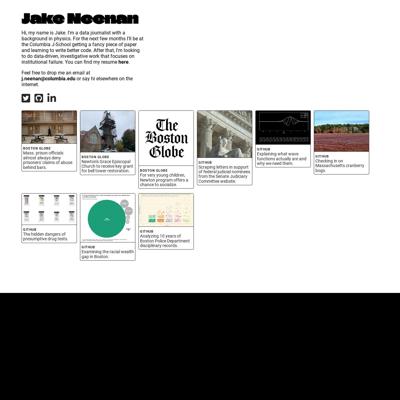 Jake Neenan
Hi, my name is Jake. I'm a data journalist with a
background in physics. For the next few months I'll be at
the Columbia J-School getting a fancy piece of paper
and learning to write better code. After that, I'm looking
to do data-driven, investigative work that focuses on
institutional failure. You can find my resume here.
Feel free to drop me an email at
j.neenan@columbia.edu or say hi elsewhere on the
internet
in
BOSTON GLOBE
Mass. prison officials
almost always deny
prisoners' claims of abuse
behind bars.
BOSTON GLOBE
Newton's Grace Episcopal
Church to receive key grant
for bell tower restoration.
The
Boston
Globe
BOSTON GLOBE
For very young children,
Newton program offers a
chance to socialize.
GITHUB
Scraping letters in support
of federal judicial nominees
from the Senate Judiciary
Committee website.
GITHUB
Explaining what wave
functions actually are and
why we need them.
GITHUB
Checking in on
Massachusetts cranberry
bogs.
GITHUB
The hidden dangers of
presumptive drug tests.
GITHUB
Examining the racial wealth
gap in Boston.
GITHUB
Analyzing 10 years of
Boston Police Department
disciplinary records.